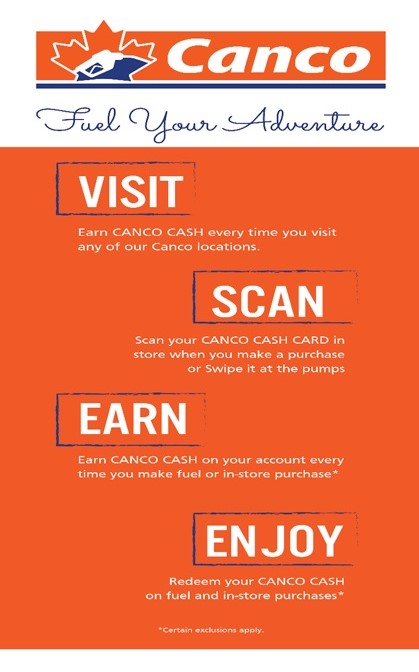 Canco
Fuel Your Adventure
VISIT
Earn CANCO CASH every time you visit
any of our Canco locations.
SCAN
Scan your CANCO CASH CARD in
store when you make a purchase
or Swipe it at the pumps
EARN
Earn CANCO CASH on your account every
time you make fuel or in-store purchase*
ENJOY
Redeem your CANCO CASH
on fuel and in-store purchases*
*Certain exclusions apply.